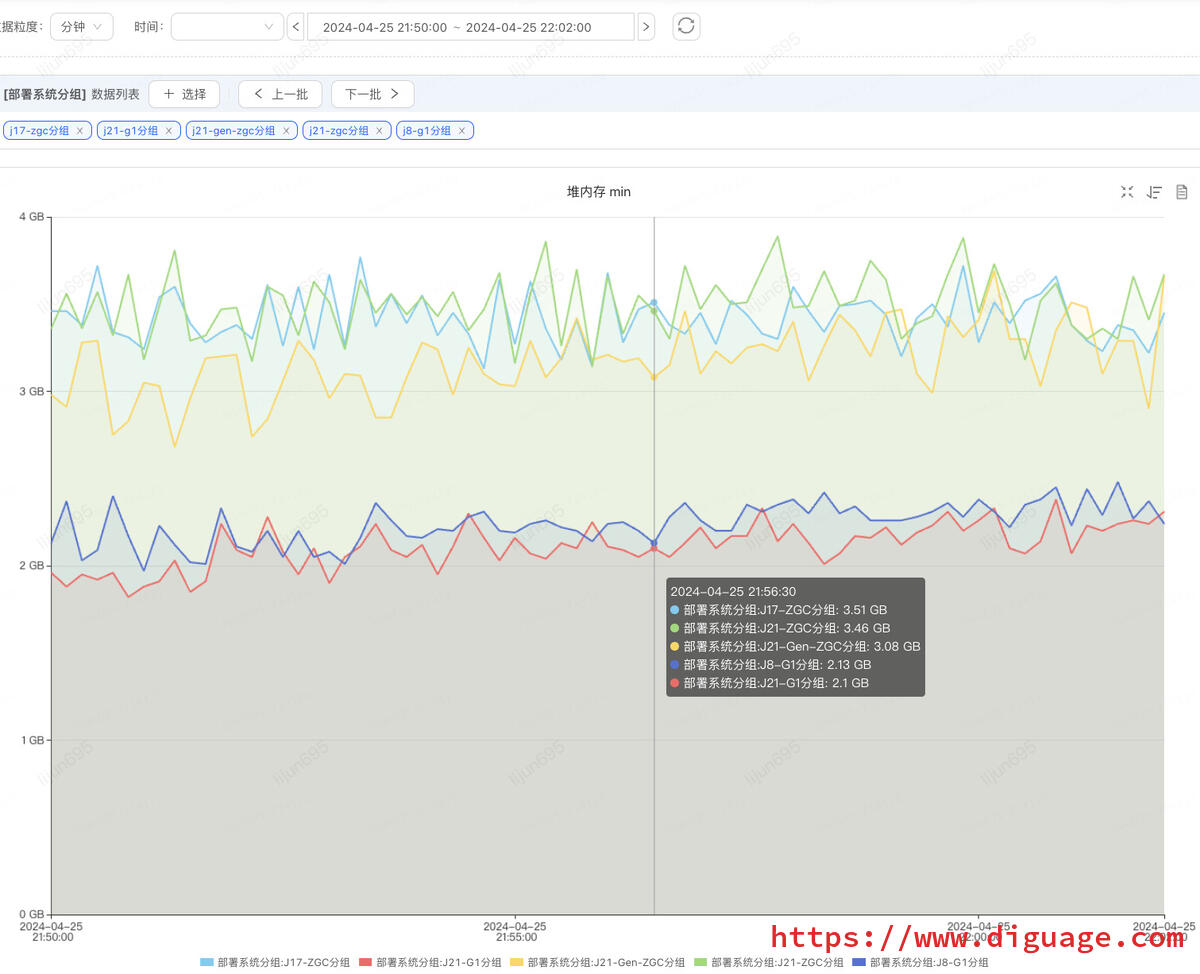 据粒度: 分钟 时间: 2024-04-25 21:50:00 ~ 2024-04-25 22:02:00
[部署系统分组] 数据列表 + 选择 < 上一批 下一批 >
j17-zgc分组 × j21-g1分组 × j21-gen-zgc分组 × j21-zgc分组 × j8-g1分组 ×
堆内存 min
4 GB
3 GB
2 GB
2024-04-25 21:56:30
部署系统分组:J17-ZGC分组: 3.51 GB
部署系统分组:J21-ZGC分组: 3.46 GB
部署系统分组:J21-Gen-ZGC分组: 3.08 GB
部署系统分组:J8-G1分组: 2.13 GB
部署系统分组:J21-G1分组: 2.1 GB
1 GB
0 GB
2024-04-25 2024-04-25 2024-04-25 2024-04-25
21:50:00 21:55:00
https://www.diguage.com
部署系统分组:J17-ZGC分组 部署系统分组:J21-G1分组 部署系统分组:J21-Gen-ZGC分组 部署系统分组:J21-ZGC分组 部署系统分组:J8-G1分组
lijun695